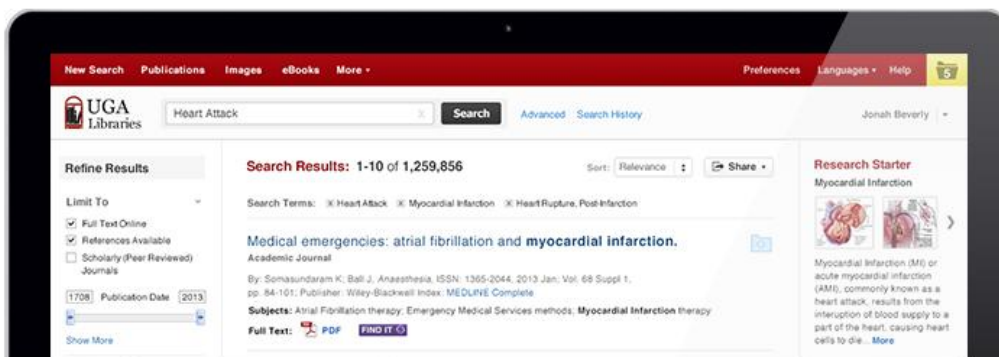 New Search Publications Images eBooks More
Preferences Languages Help 5
UGA Libraries
Heart Attack x Search Advanced Search History
Jonah Beverly
Refine Results
Limit To
Full Text Online
References Available
Scholarly (Peer Reviewed)
Journals
1708 Publication Date 2013
Show More
Search Results: 1-10 of 1,259,856
Sort: Relevance Share
Search Terms: x Heart Attack x Myocardial Infarction x Heart Rupture, Post-Infarction
Medical emergencies: atrial fibrillation and myocardial infarction.
Academic Journal
By: Somasundaram K; Ball J, Anaesthesia, ISSN: 1365-2044, 2013 Jan; Vol. 68 Suppl 1,
pp. 84-101; Publisher: Wiley-Blackwell Index: MEDLINE Complete
Subjects: Atrial Fibrillation therapy; Emergency Medical Services methods; Myocardial Infarction therapy
Full Text: PDF FIND IT
Research Starter
Myocardial Infarction
Myocardial Infarction (MI) or
acute myocardial infarction
(AMI), commonly known as a
heart attack, results from the
interuption of blood supply to a
part of the heart, causing heart
cells to die... More